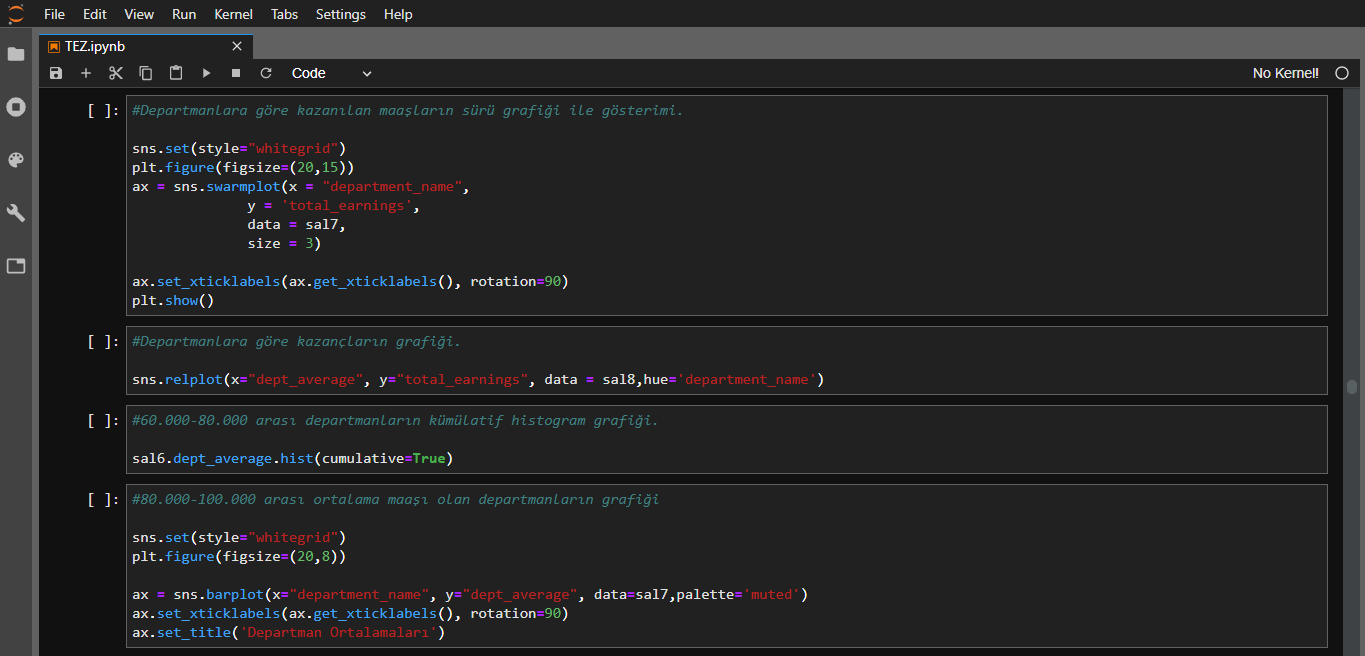 File Edit View Run Kernel Tabs Settings Help
TEZ.ipynb
Code
No Kernel!
[ ]: #Departmanlara göre kazanılan maaşların sürü grafiği ile gösterimi.
sns.set(style="whitegrid")
plt.figure(figsize=(20,15))
ax = sns.swarmplot(x = "department_name",
y = 'total_earnings',
data = sal7,
size = 3)
ax.set_xticklabels(ax.get_xticklabels(), rotation=90)
plt.show()
[ ]: #Departmanlara göre kazançların grafiği.
sns.relplot(x="dept_average", y="total_earnings", data = sal8,hue='department_name')
[ ]: #60.000-80.000 arası departmanların kümülatif histogram grafiği.
sal6.dept_average.hist(cumulative=True)
[ ]: #80.000-100.000 arası ortalama maaşı olan departmanların grafiği
sns.set(style="whitegrid")
plt.figure(figsize=(20,8))
ax = sns.barplot(x="department_name", y="dept_average", data=sal7,palette='muted')
ax.set_xticklabels(ax.get_xticklabels(), rotation=90)
ax.set_title('Departman Ortalamaları')